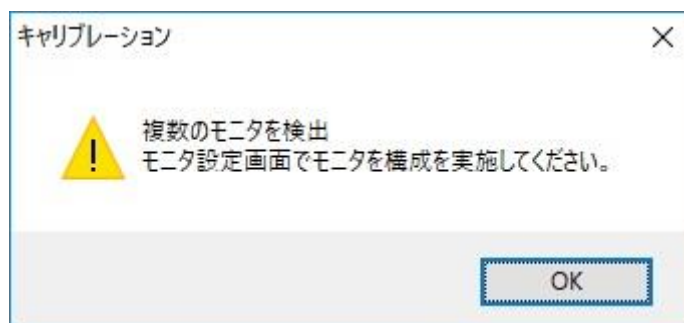 キャリブレーション
複数のモニタを検出
モニタ設定画面でモニタを構成を実施してください。
OK